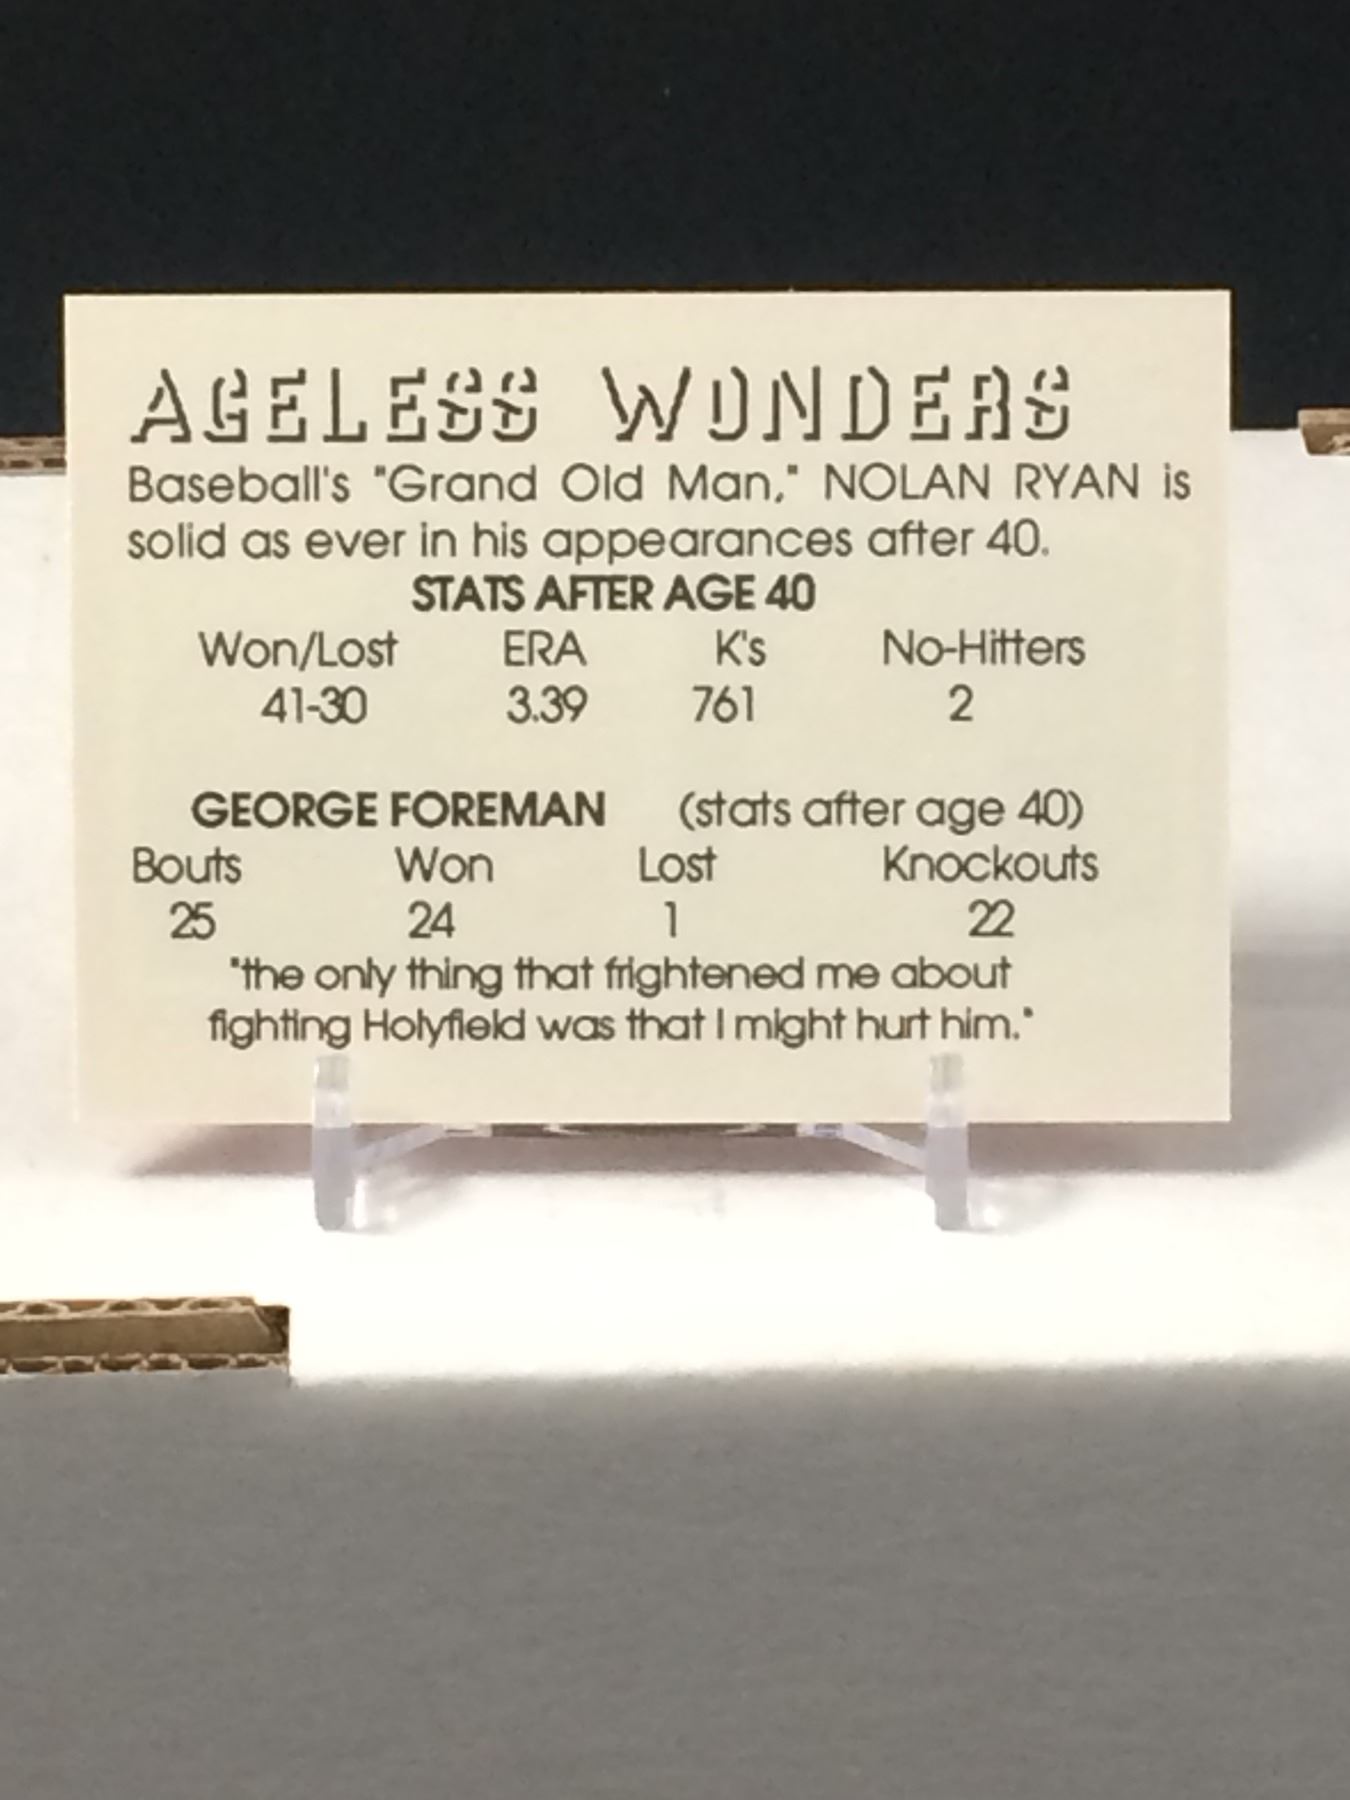 AGELESS WONDERS
Baseball's "Grand Old Man," NOLAN RYAN is
solid as ever in his appearances after 40.
STATS AFTER AGE 40
Won/Lost ERA K's No-Hitters
41-30 3.39 761 2
GEORGE FOREMAN (stats after age 40)
Bouts Won Lost Knockouts
25 24 1 22
"the only thing that frightened me about
fighting Holyfield was that I might hurt him."